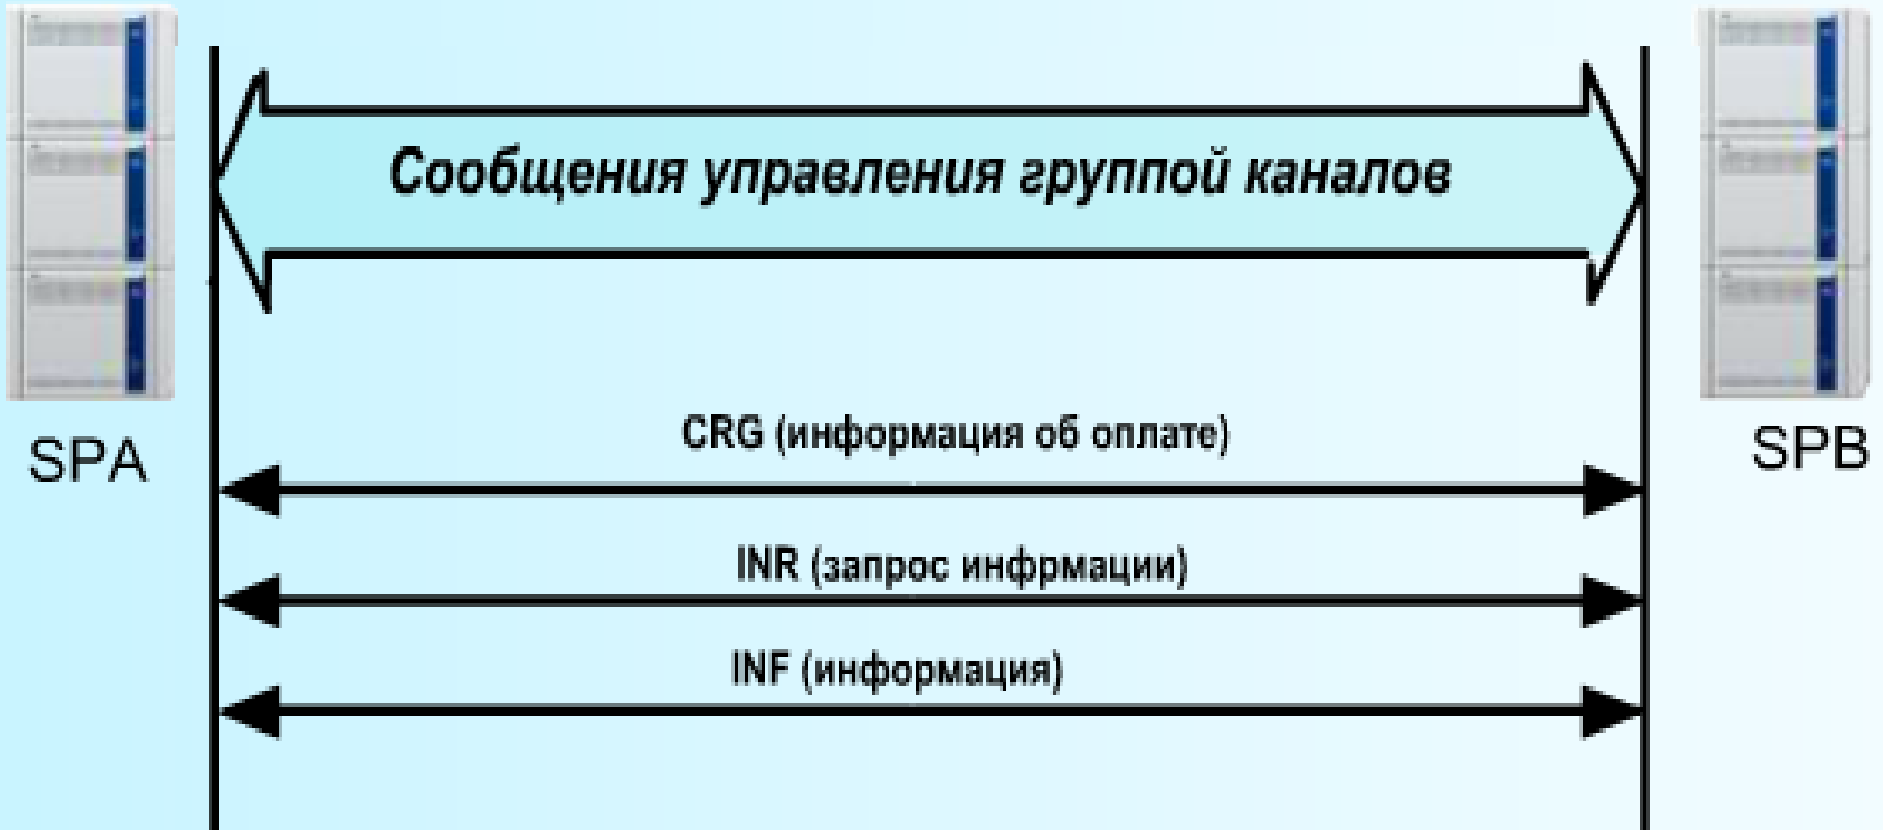 Сообщения управления группой каналов
CRG (информация об оплате)
SPA
SPB
INR (запрос инфрмации)
INF (информация)